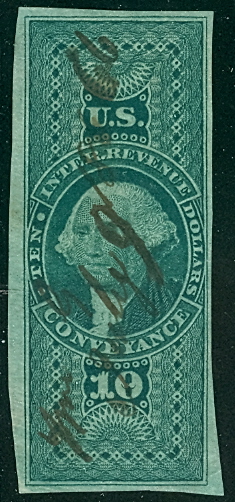 U.S.
INTER. REVENUE
TEN
DOLLARS
CONVEYANCE
10